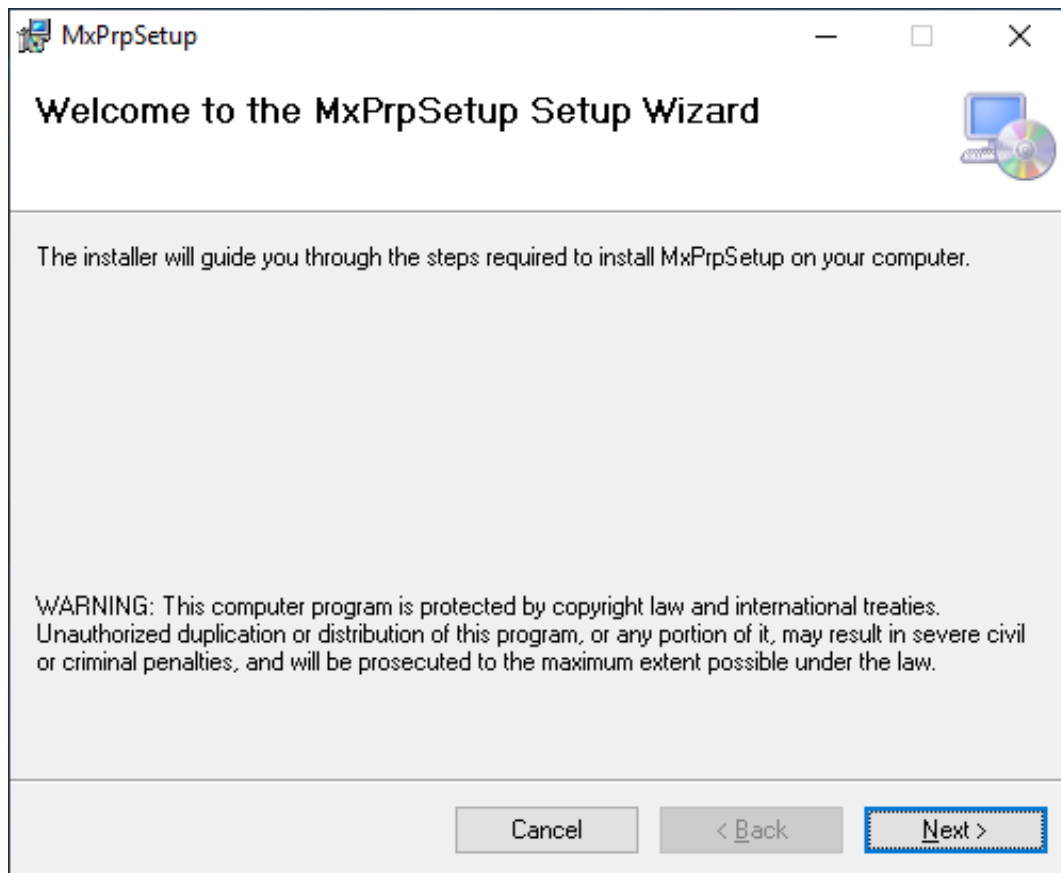 MxPrpSetup
Welcome to the MxPrpSetup Setup Wizard
The installer will guide you through the steps required to install MxPrpSetup on your computer.
WARNING: This computer program is protected by copyright law and international treaties.
Unauthorized duplication or distribution of this program, or any portion of it, may result in severe civil
or criminal penalties, and will be prosecuted to the maximum extent possible under the law.
Cancel < Back Next >